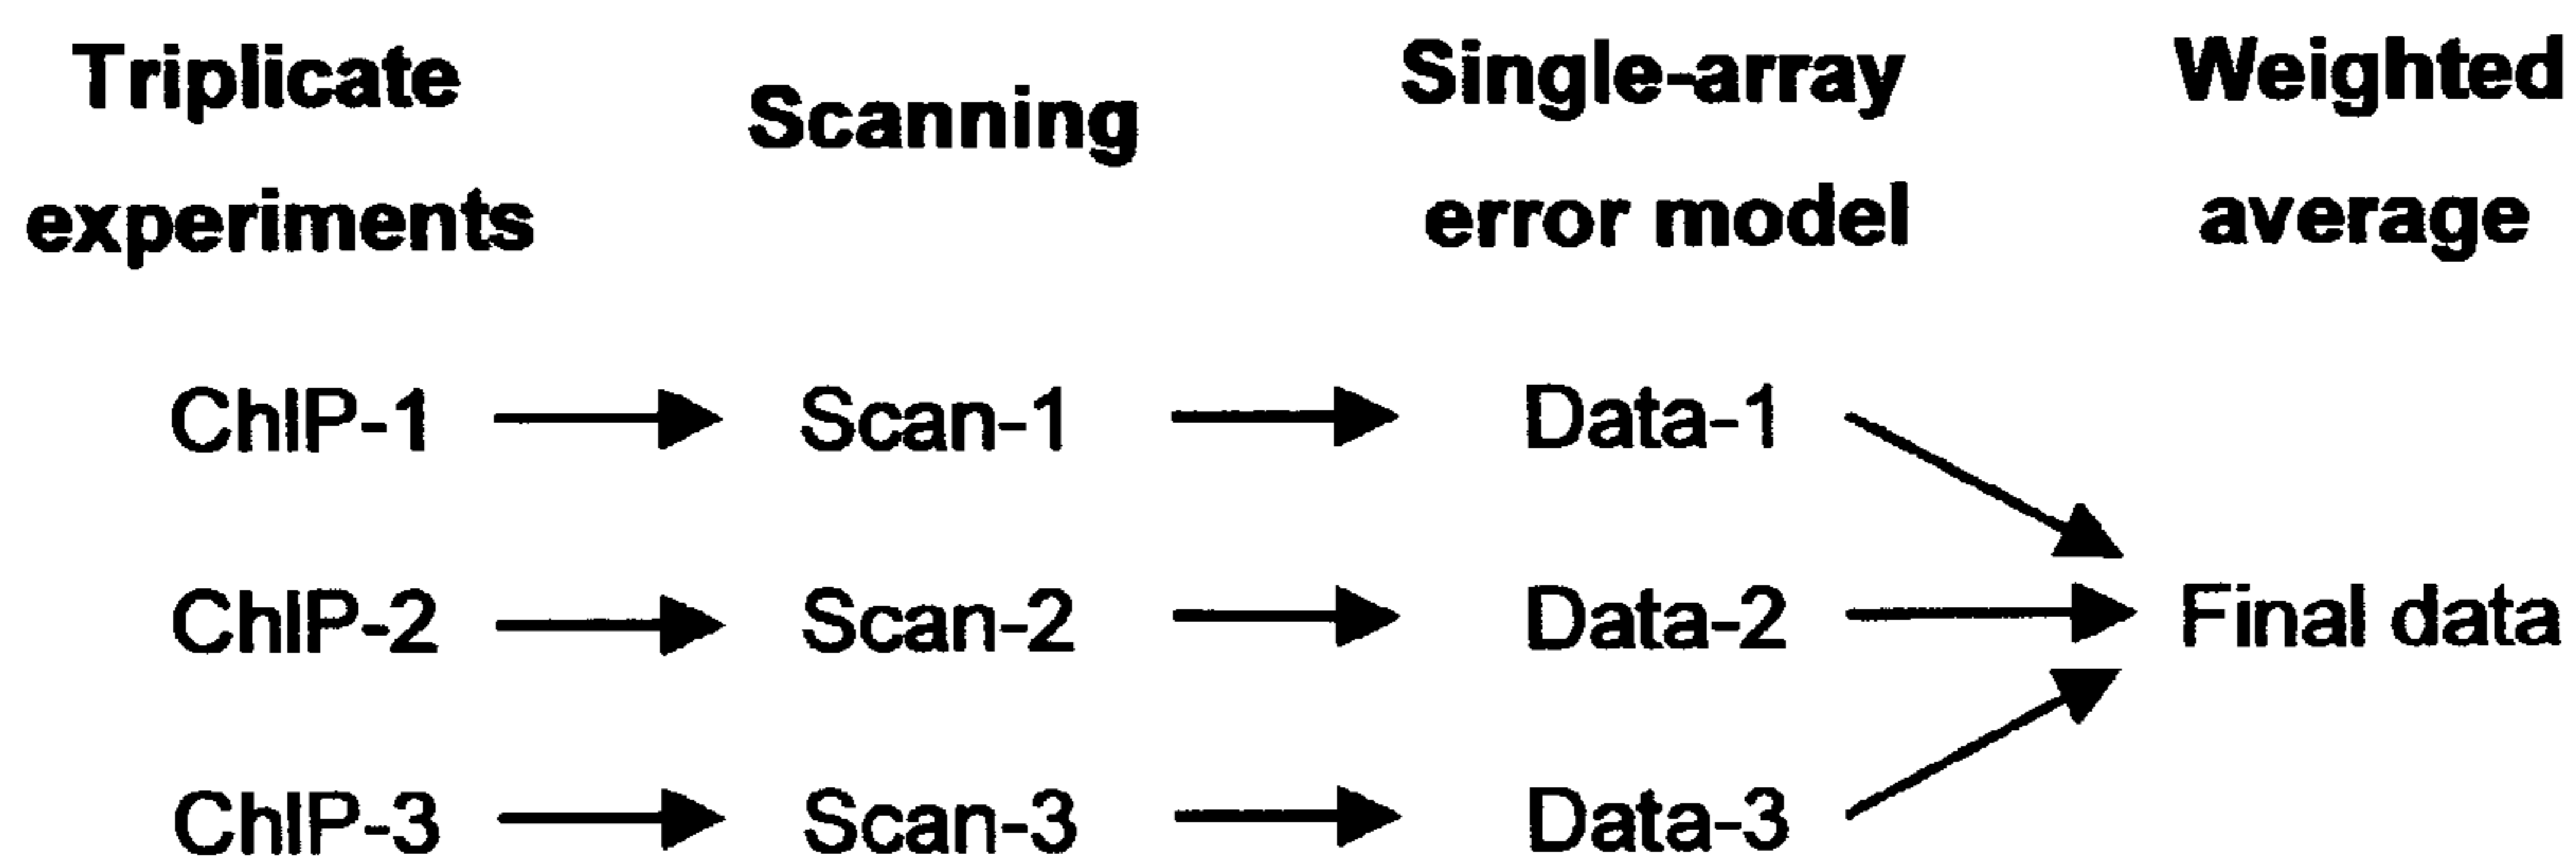 Triplicate
experiments
Scanning
Single-array
error model
Weighted
average
ChIP-1 Scan-1 Data-1
ChIP-2 Scan-2 Data-2 Final data
ChIP-3 Scan-3 Data-3